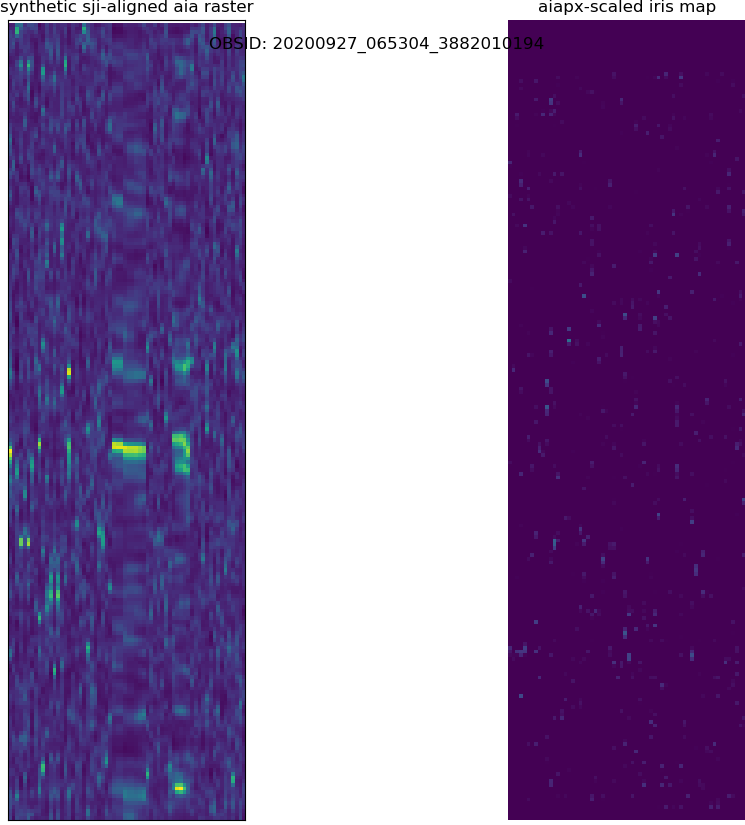 synthetic sji-aligned aia raster
aiapx-scaled iris map
OBSID: 20200927_065304_3882010194